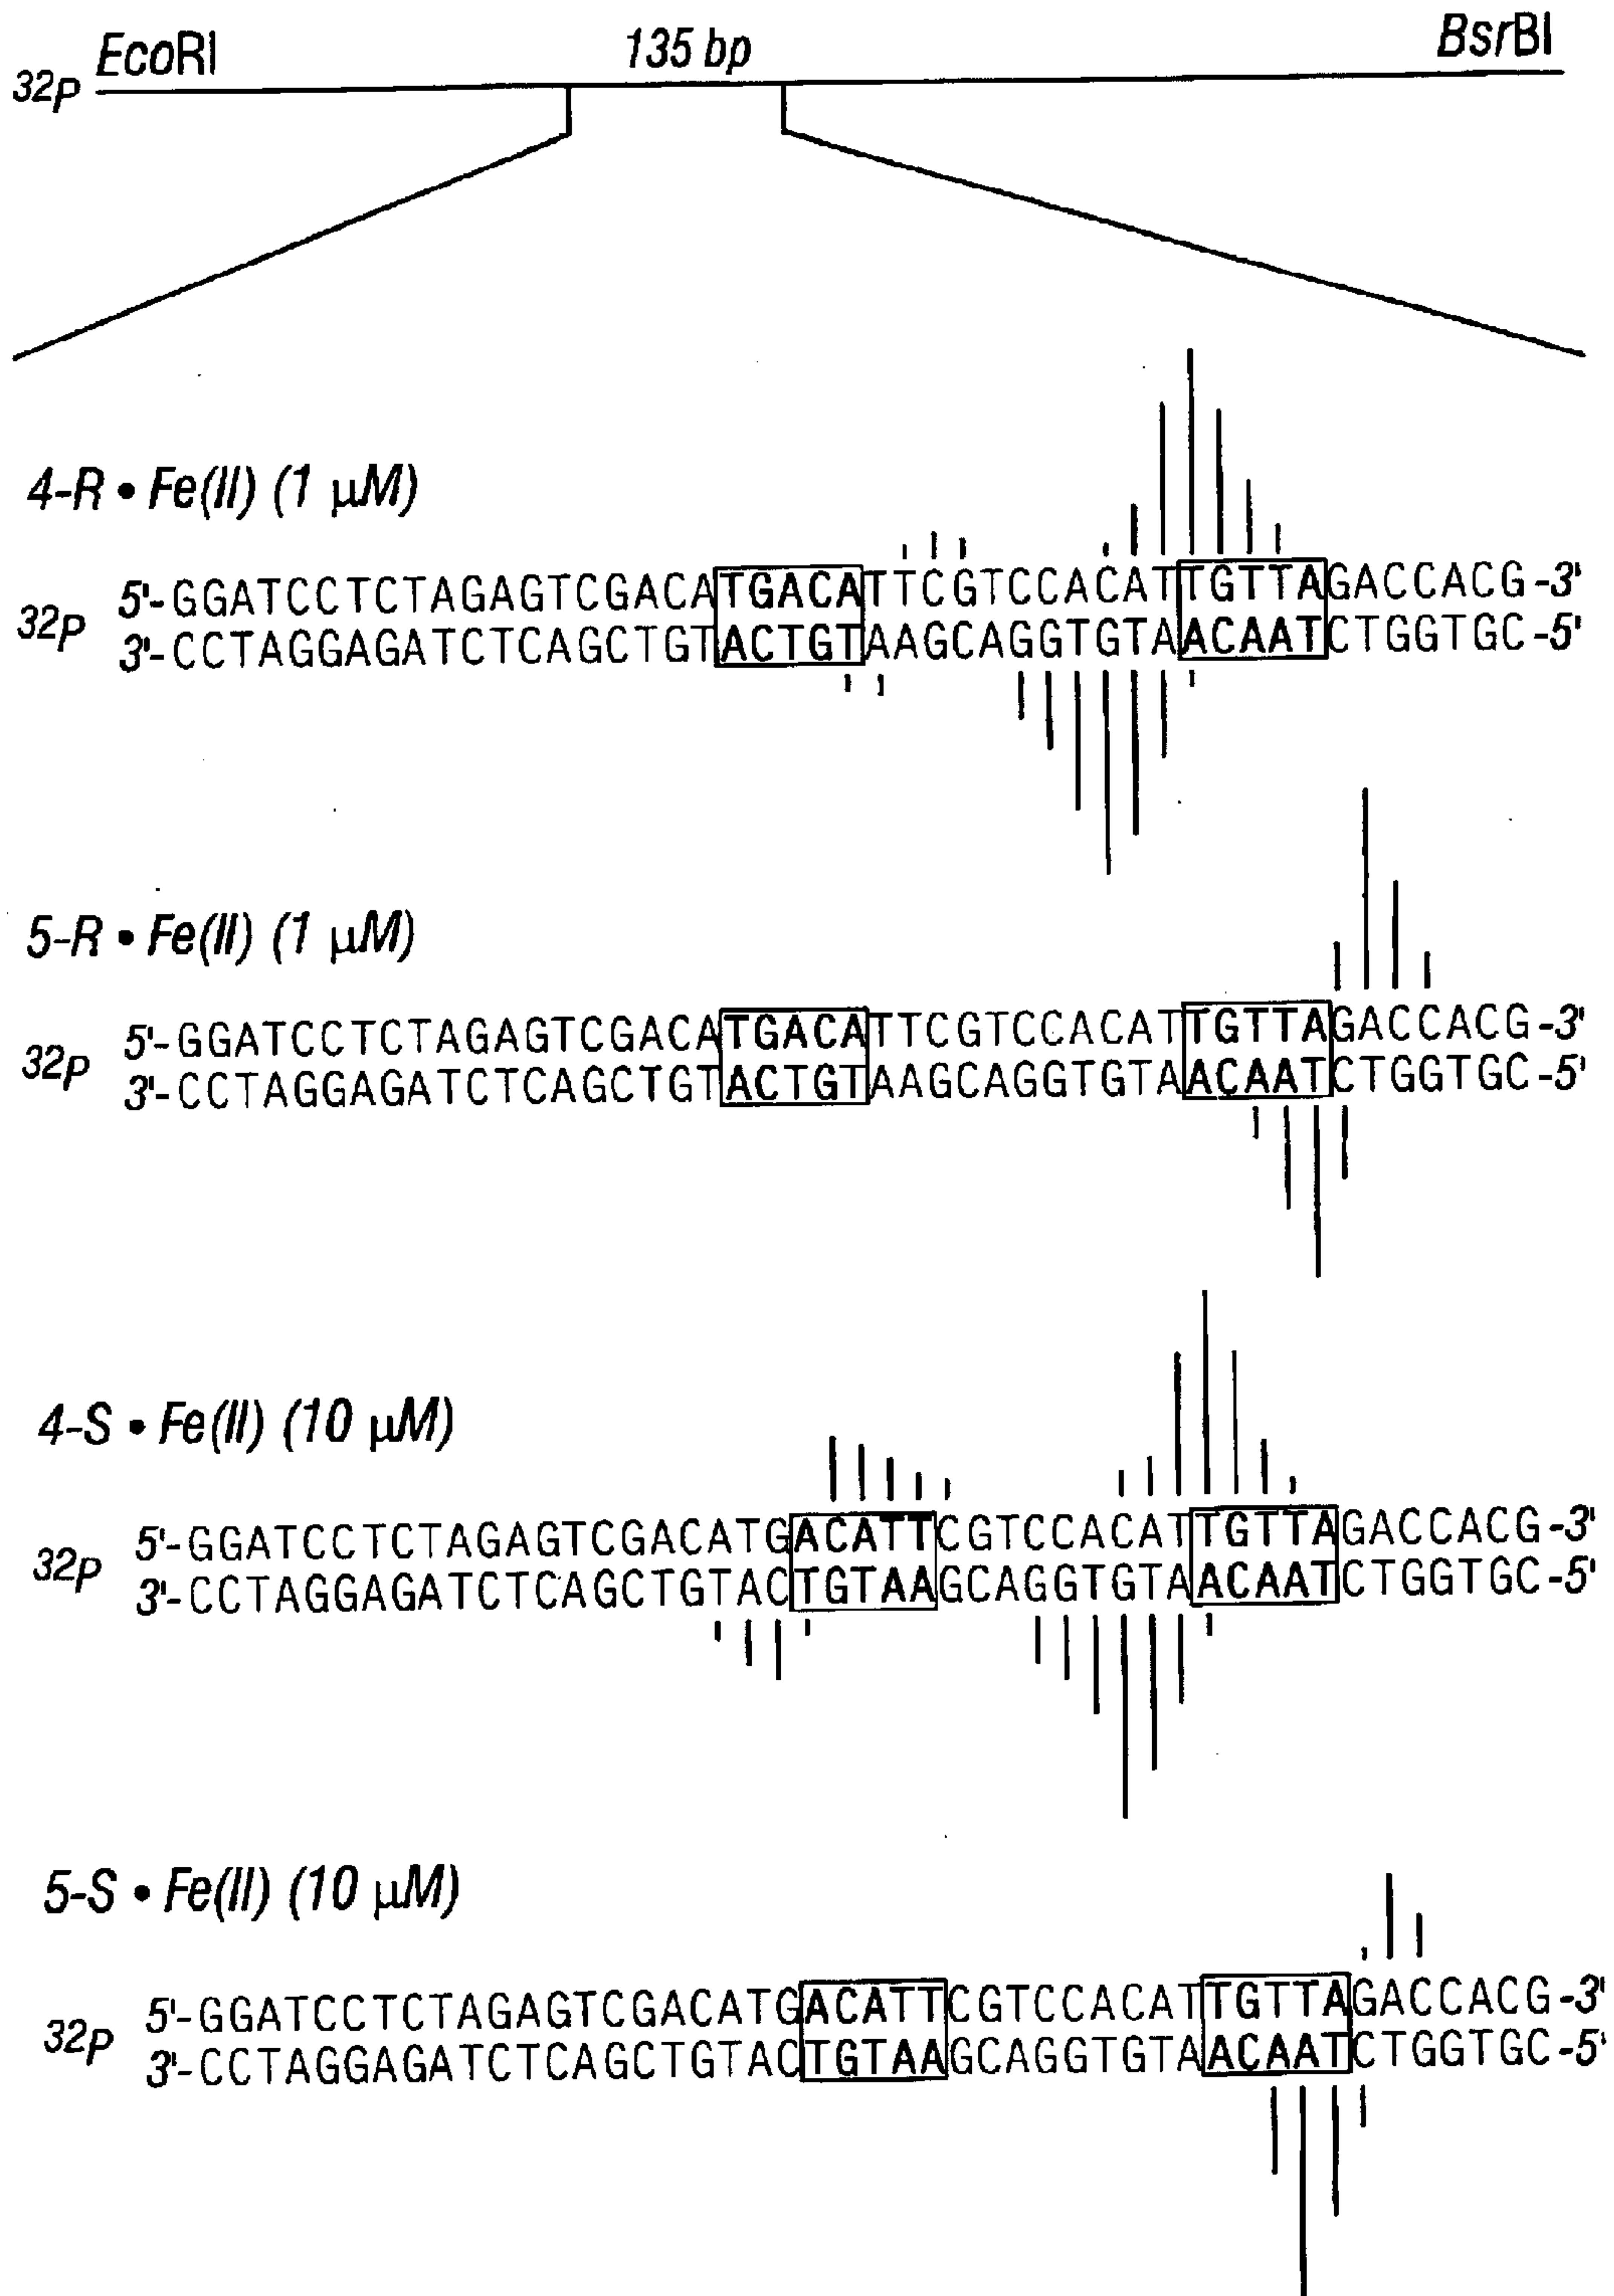 EcoRI 135 bp BsrBI
32P
4-R • Fe(II) (1 μM)
5'-GGATCCTCTAGAGTCGACATGACATTCGTCCACATTGTTAGACCACG-3'
32P
3'-CCTAGGAGATCTCAGCTGTACTGTAAGCAGGTGTAACAATCTGGTGC-5'
5-R • Fe(II) (1 μM)
5'-GGATCCTCTAGAGTCGACATGACATTCGTCCACATTGTTAGACCACG-3'
32P
3'-CCTAGGAGATCTCAGCTGTACTGTAAGCAGGTGTAACAATCTGGTGC-5'
4-S • Fe(II) (10 μM)
5'-GGATCCTCTAGAGTCGACATGACATTCGTCCACATTGTTAGACCACG-3'
32P
3'-CCTAGGAGATCTCAGCTGTACTGTAAGCAGGTGTAACAATCTGGTGC-5'
5-S • Fe(II) (10 μM)
5'-GGATCCTCTAGAGTCGACATGACATTCGTCCACATTGTTAGACCACG-3'
32P
3'-CCTAGGAGATCTCAGCTGTACTGTAAGCAGGTGTAACAATCTGGTGC-5'